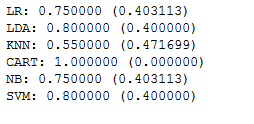 LR: 0.750000 (0.403113)
LDA: 0.800000 (0.400000)
KNN: 0.550000 (0.471699)
CART: 1.000000 (0.000000)
NB: 0.750000 (0.403113)
SVM: 0.800000 (0.400000)